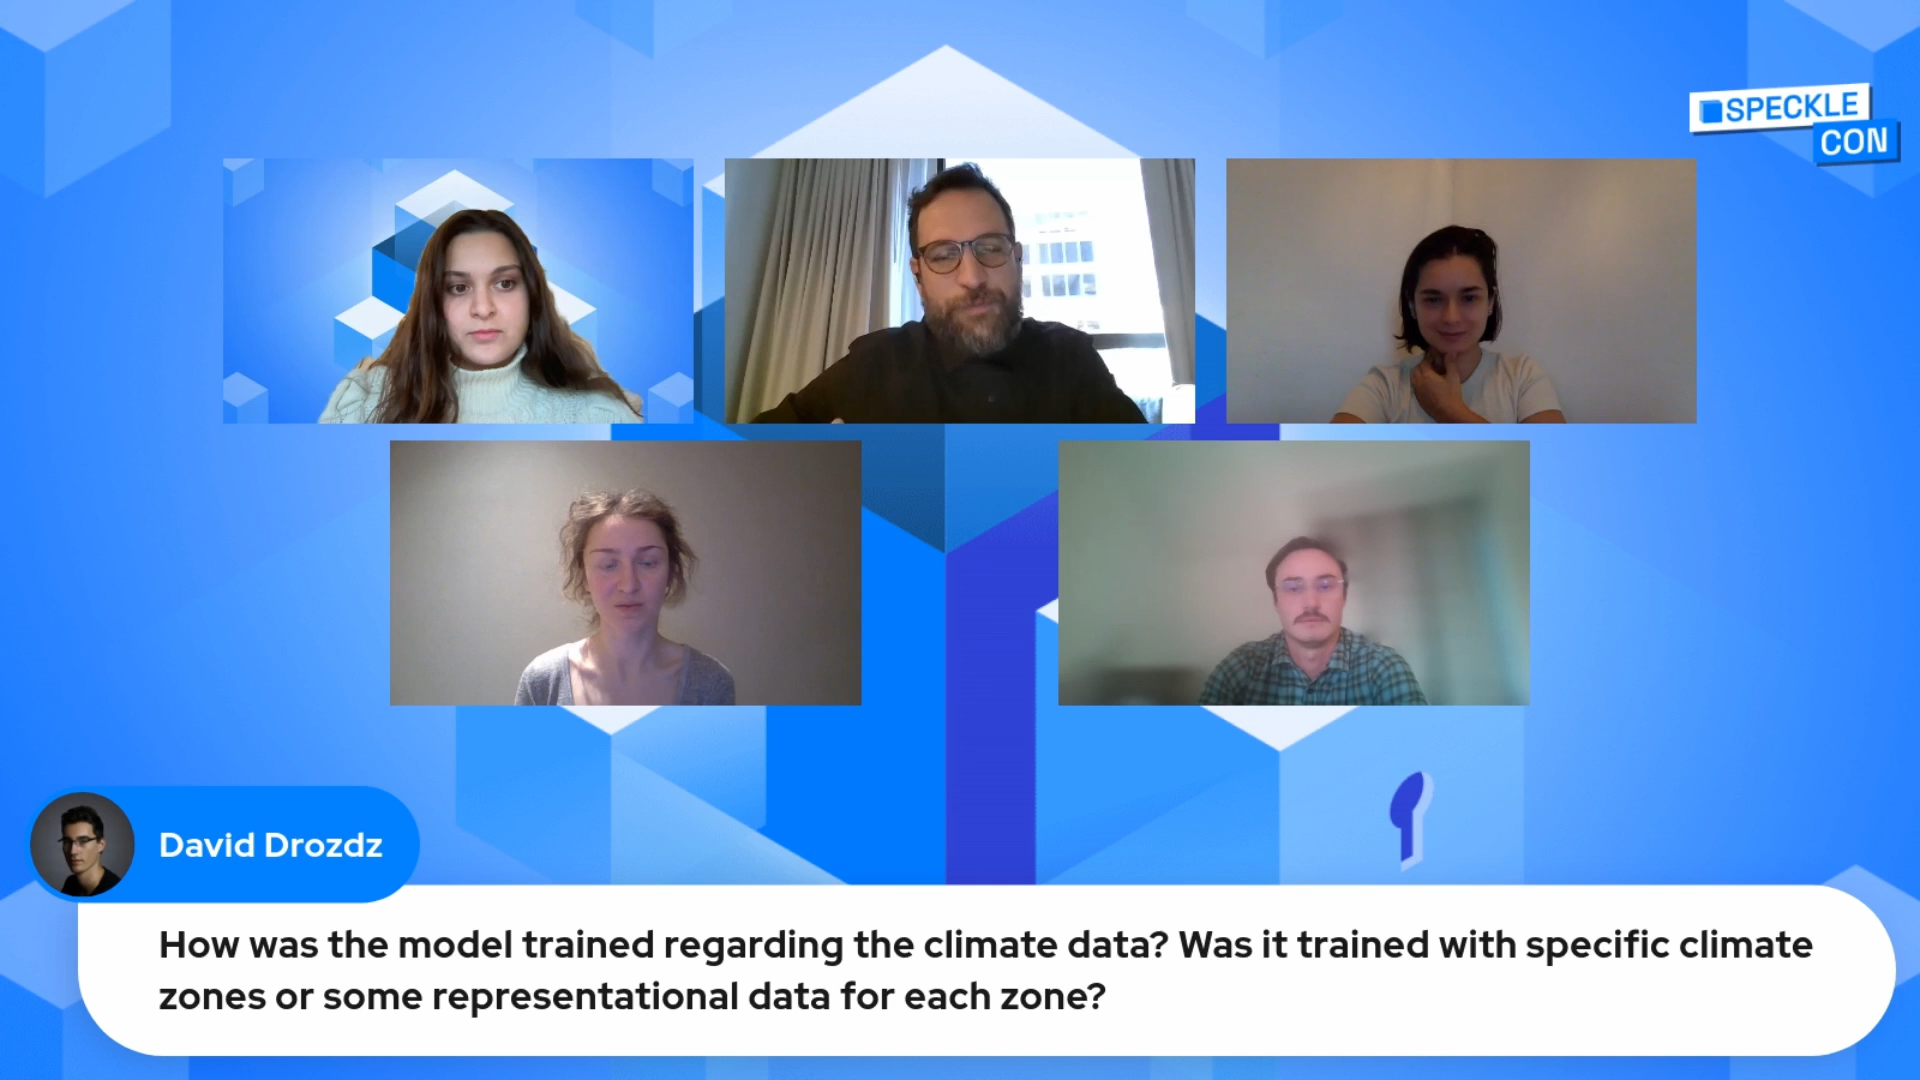 SPECKLE
CON
David Drozdz
How was the model trained regarding the climate data? Was it trained with specific climate
zones or some representational data for each zone?